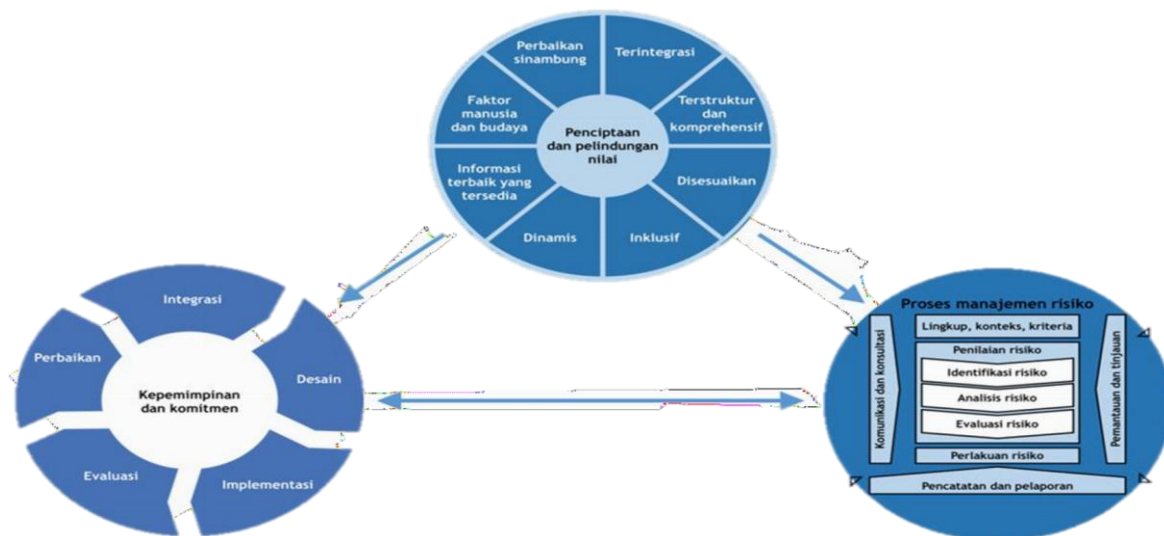 Perbaikan
sinambung
Terintegrasi
Faktor
manusia
dan budaya
Terstruktur
dan
komprehensif
Penciptaan
dan pelindungan
nilai
Informasi
terbaik yang
tersedia
Disesuaikan
Dinamis
Inklusif
Integrasi
Perbaikan
Desain
Kepemimpinan
dan komitmen
Evaluasi
Implementasi
Proses manajemen risiko
Lingkup, konteks, kriteria
Penilaian risiko
Identifikasi risiko
Analisis risiko
Evaluasi risiko
Perlakuan risiko
Komunikasi dan konsultasi
Pemantauan dan tinjauan
Pencatatan dan pelaporan